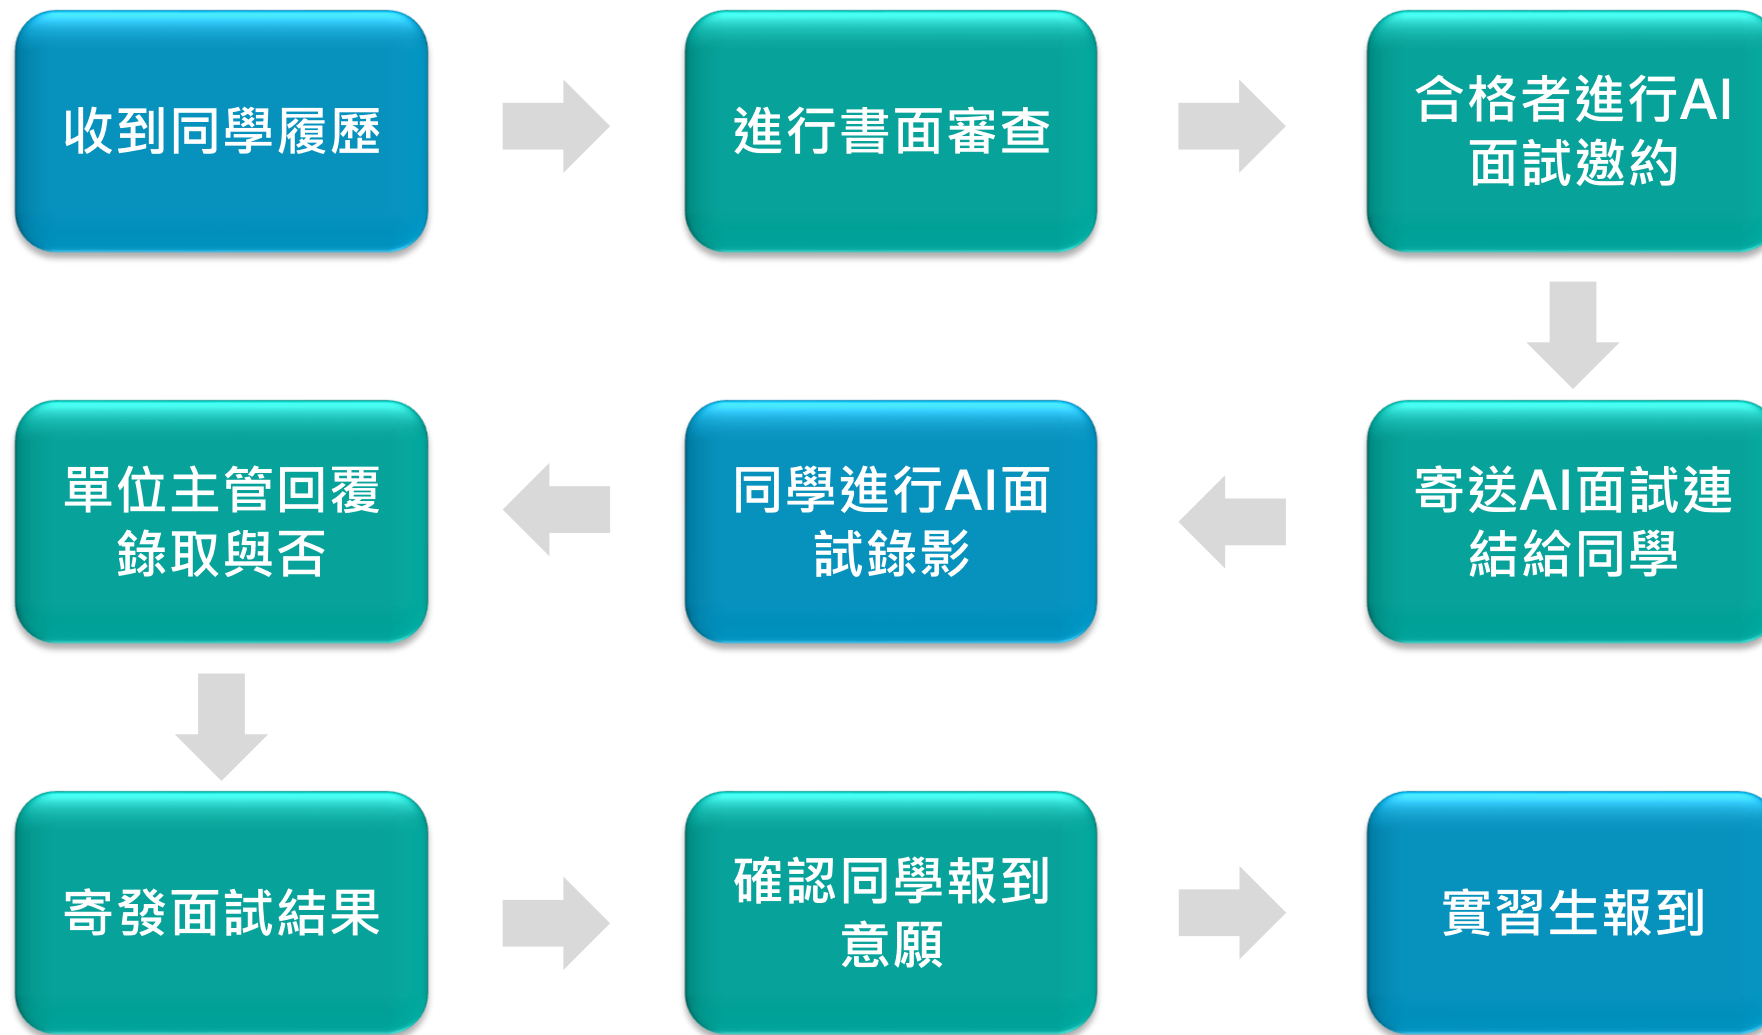 收到同學履歷
進行書面審查
合格者進行AI
面試邀約
寄送AI面試連
結給同學
同學進行AI面
試錄影
單位主管回覆
錄取與否
寄發面試結果
確認同學報到
意願
實習生報到